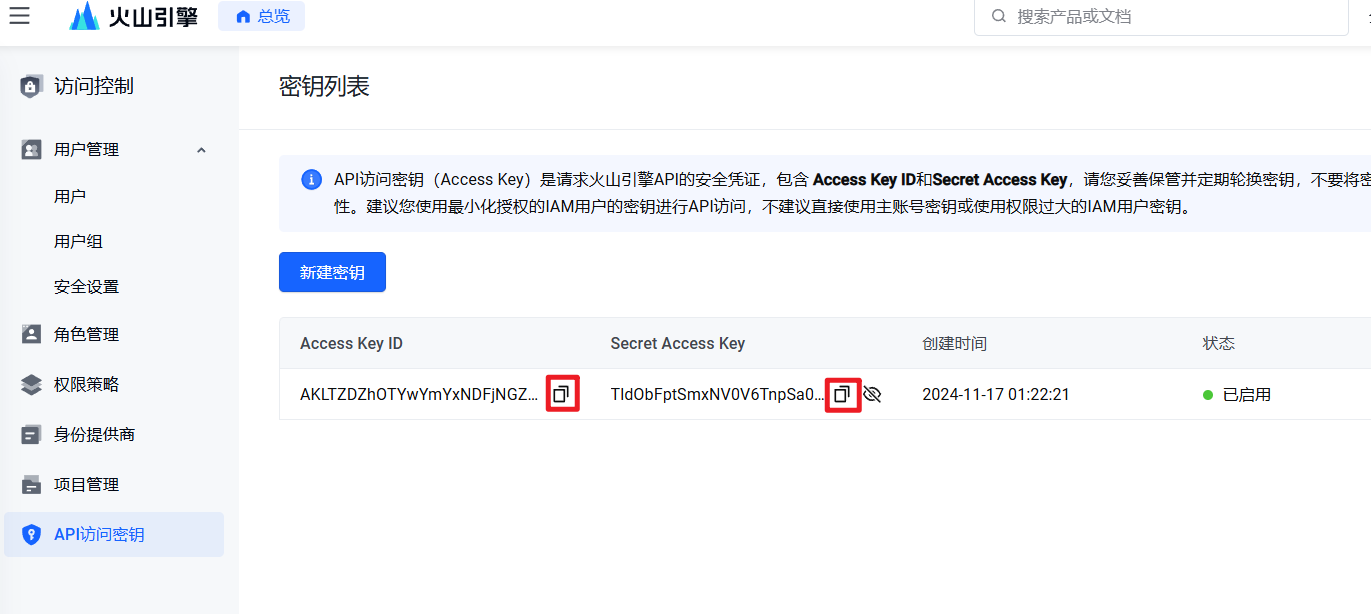 火山引擎
总览
搜索产品或文档
访问控制
用户管理
用户
用户组
安全设置
角色管理
权限策略
身份提供商
项目管理
API访问密钥
密钥列表
API访问密钥（Access Key）是请求火山引擎API的安全凭证，包含 Access Key ID和Secret Access Key，请您妥善保管并定期轮换密钥，不要将密
性。建议您使用最小化授权的IAM用户的密钥进行API访问，不建议直接使用主账号密钥或使用权限过大的IAM用户密钥。
新建密钥
Access Key ID Secret Access Key 创建时间 状态
AKLTZDZhOTYwYmYxNDFjNGZ... TldObFptSmxNV0V6TnpSa0... 2024-11-17 01:22:21 已启用